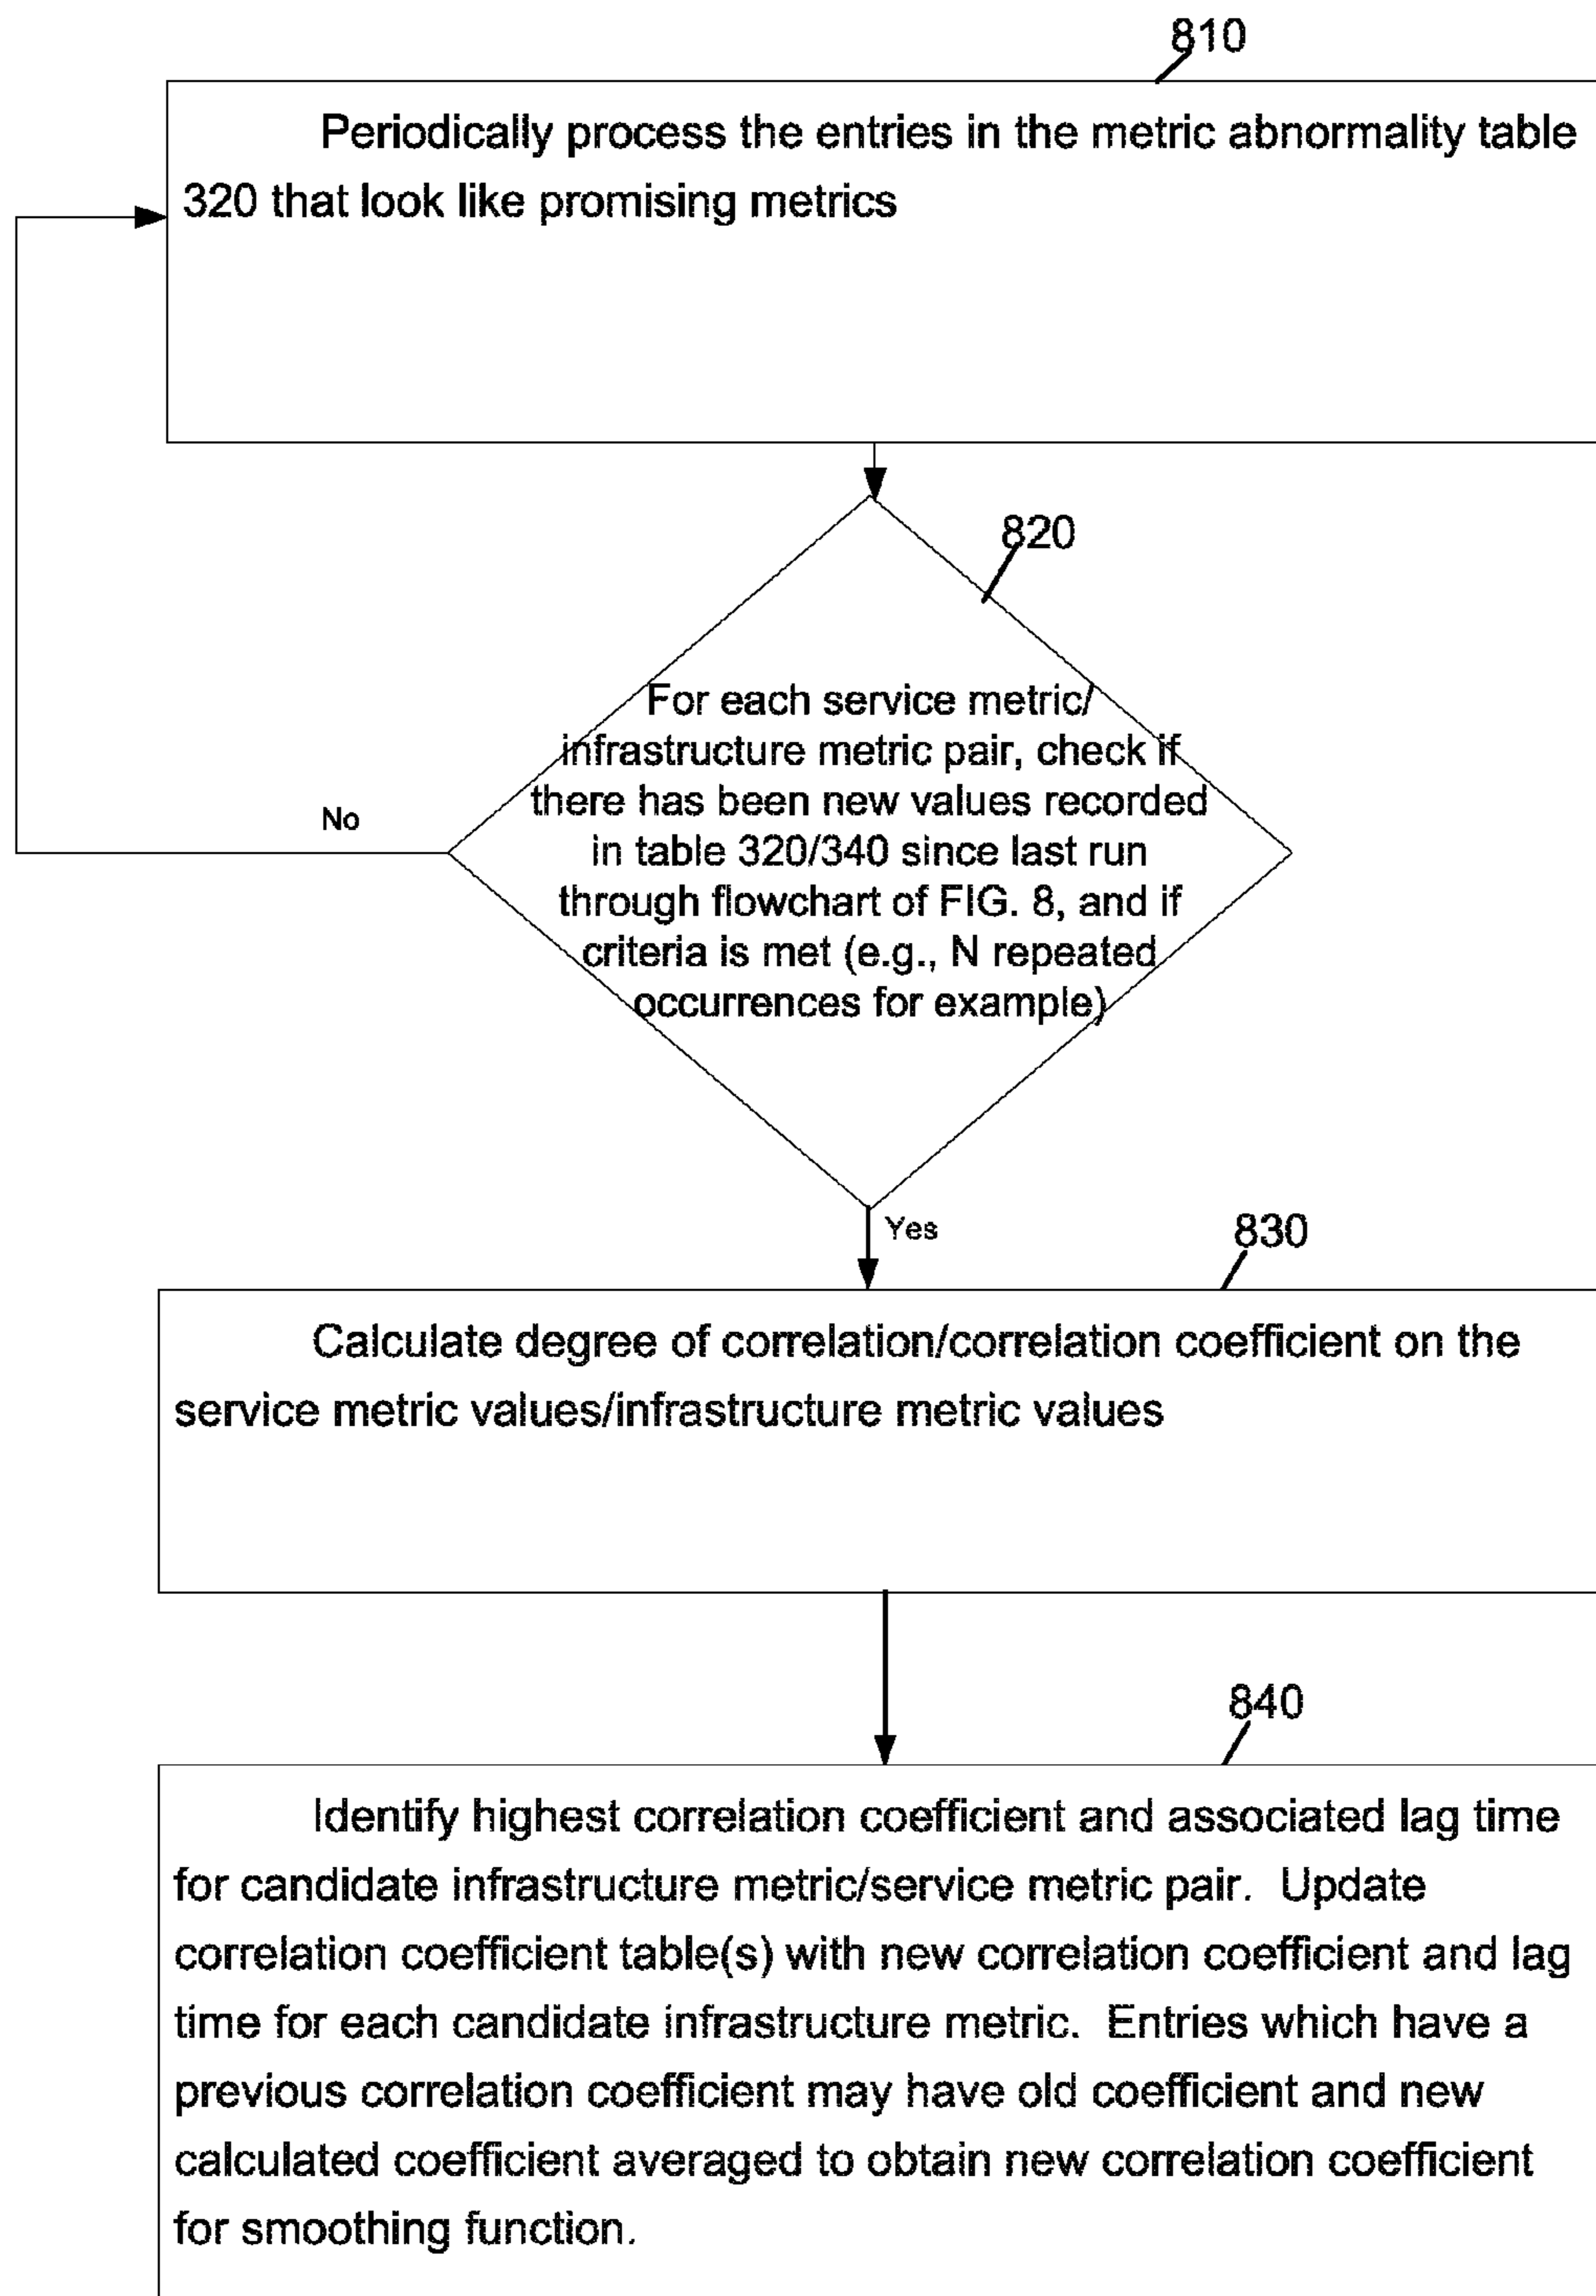 810
Periodically process the entries in the metric abnormality table
320 that look like promising metrics
820
For each service metric/
infrastructure metric pair, check if
there has been new values recorded
in table 320/340 since last run
through flowchart of FIG. 8, and if
criteria is met (e.g., N repeated
occurrences for example)
No
Yes
830
Calculate degree of correlation/correlation coefficient on the
service metric values/infrastructure metric values
840
Identify highest correlation coefficient and associated lag time
for candidate infrastructure metric/service metric pair. Update
correlation coefficient table(s) with new correlation coefficient and lag
time for each candidate infrastructure metric. Entries which have a
previous correlation coefficient may have old coefficient and new
calculated coefficient averaged to obtain new correlation coefficient
for smoothing function.